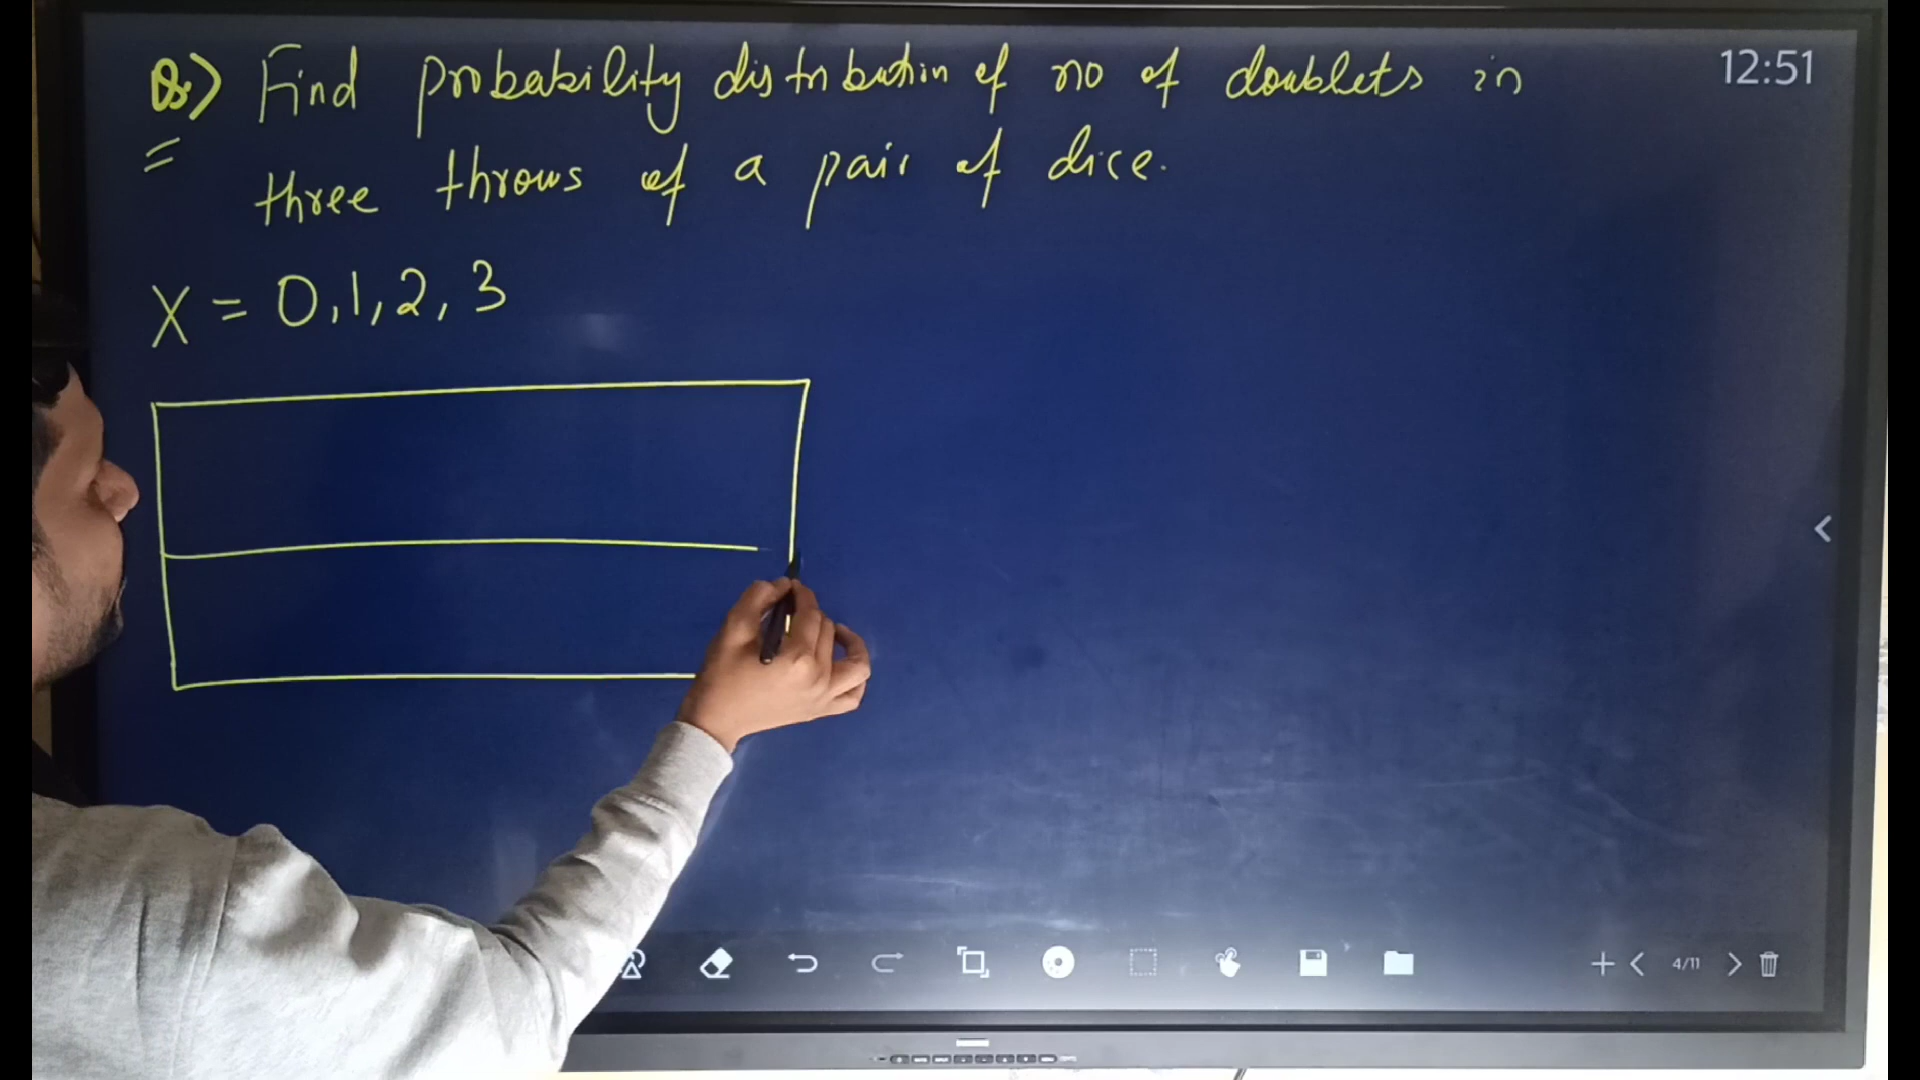 Qs) Find probability distribution of no of doublets in
three throws of a pair of dice.
X = 0,1,2,3
12:51
4/11